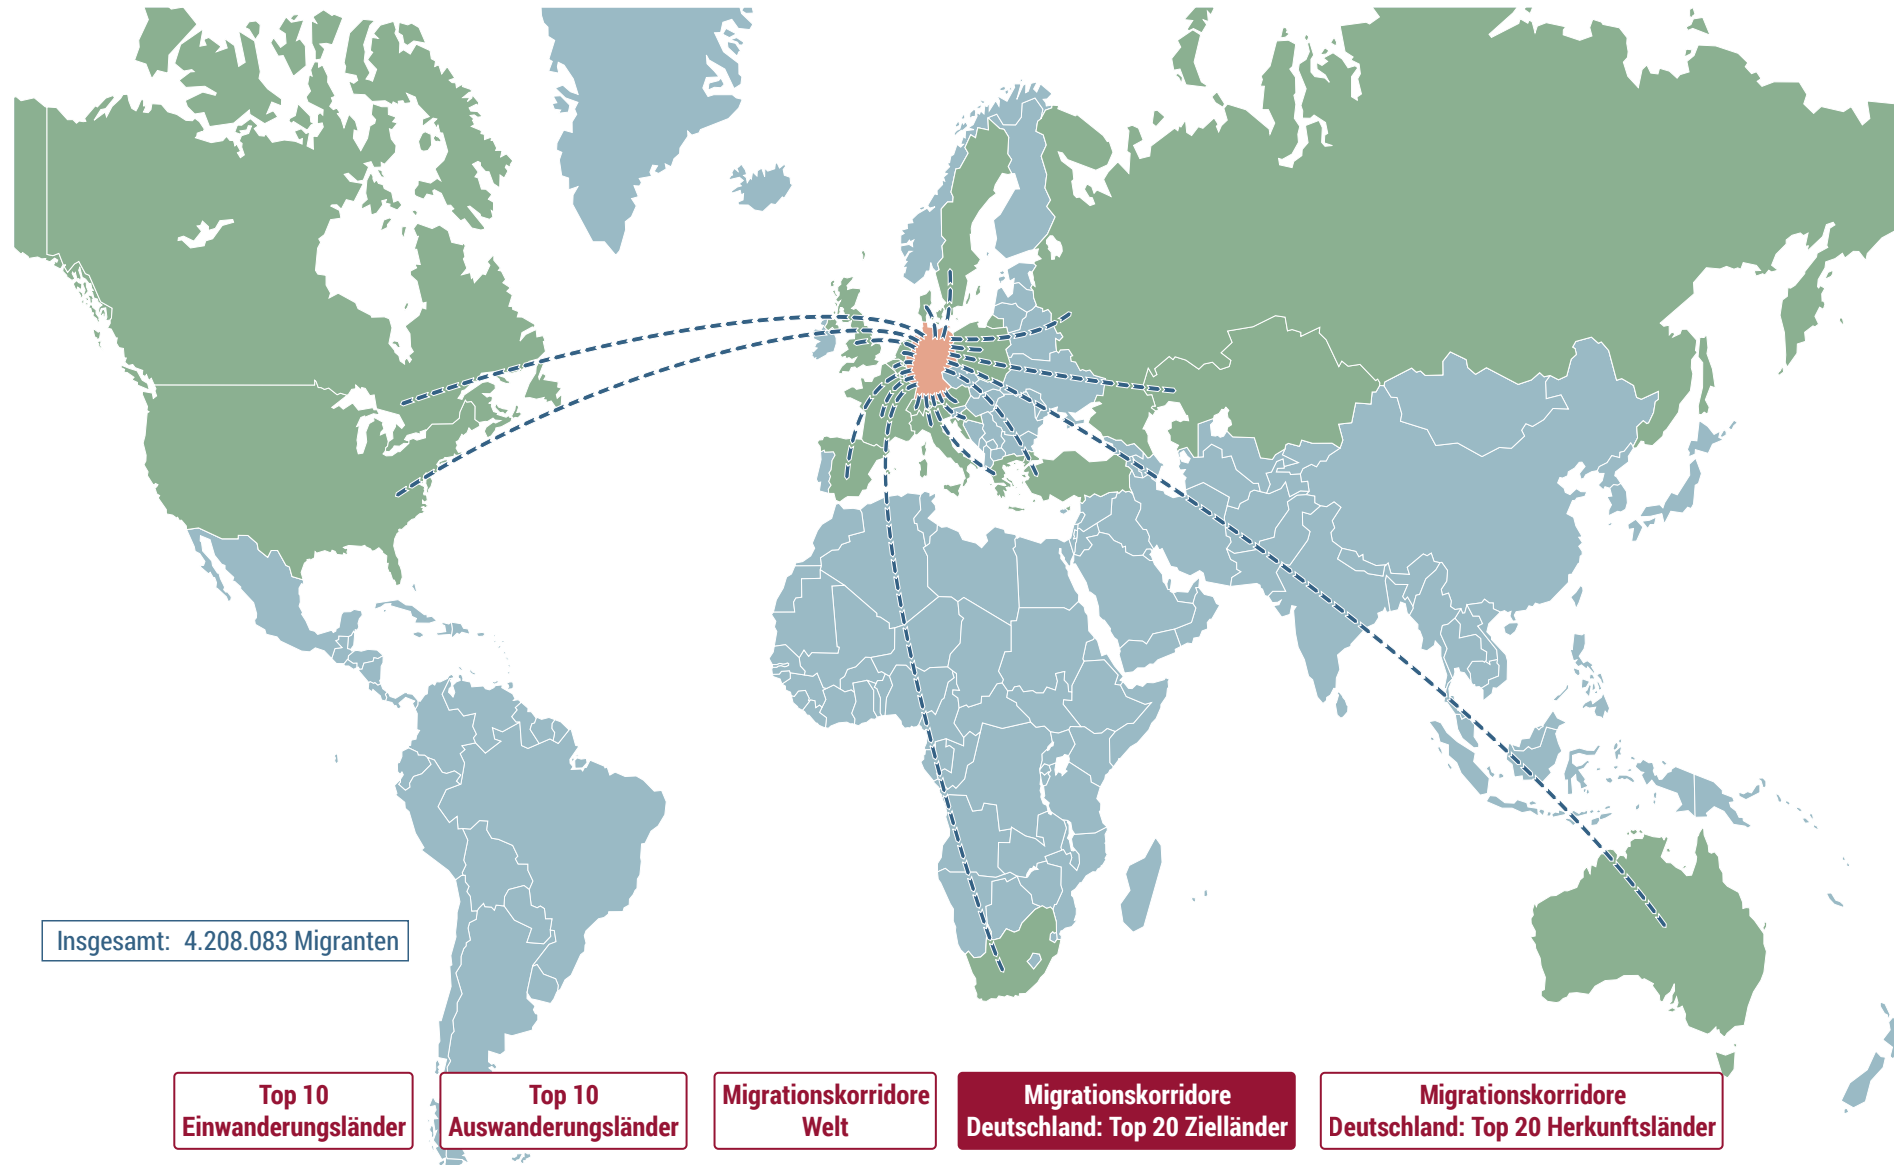 Insgesamt: 4.208.083 Migranten
Top 10
Einwanderungsländer
Top 10
Auswanderungsländer
Migrationskorridore
Welt
Migrationskorridore
Deutschland: Top 20 Zielländer
Migrationskorridore
Deutschland: Top 20 Herkunftsländer